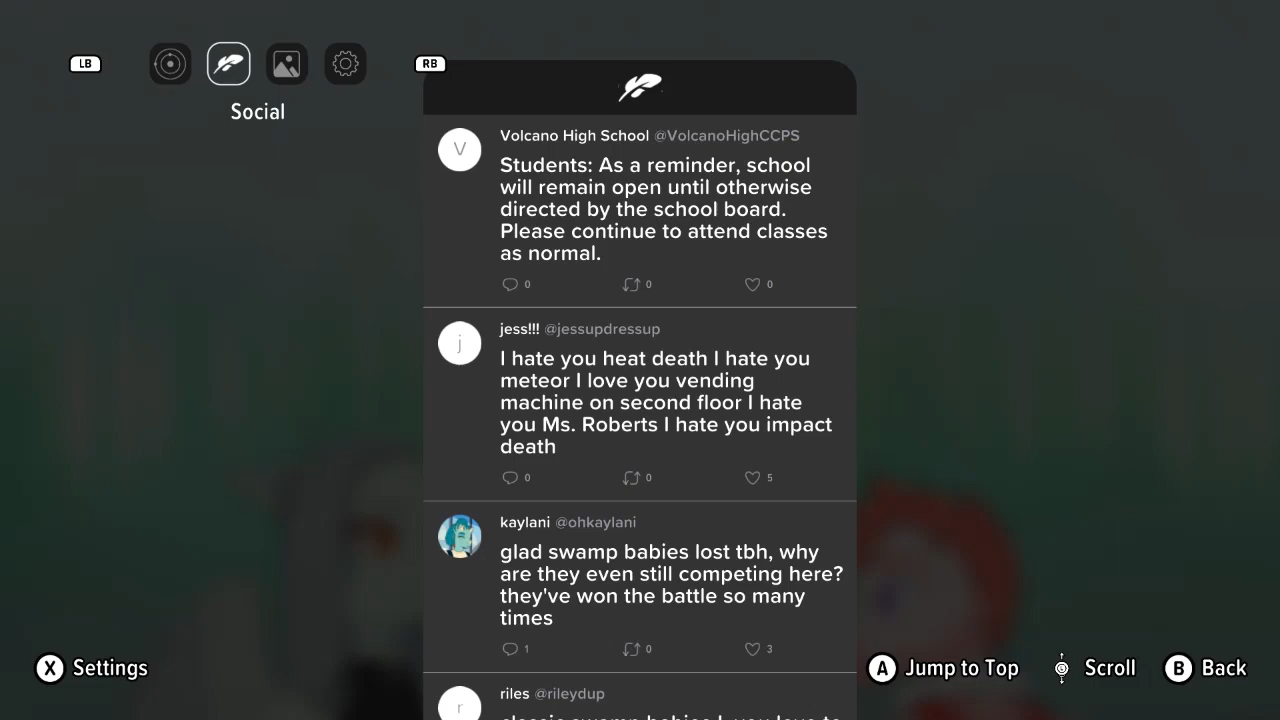 LB
RB
Social
Volcano High School @VolcanoHighCCPS
Students: As a reminder, school
will remain open until otherwise
directed by the school board.
Please continue to attend classes
as normal.
0 0 0
j
jess!!! @jessupdressup
I hate you heat death I hate you
meteor I love you vending
machine on second floor I hate
you Ms. Roberts I hate you impact
death
0 0 5
kaylani @ohkaylani
glad swamp babies lost tbh, why
are they even still competing here?
they've won the battle so many
times
1 0 3
r
riles @rileydup
X Settings
A Jump to Top
Scroll
B Back
V